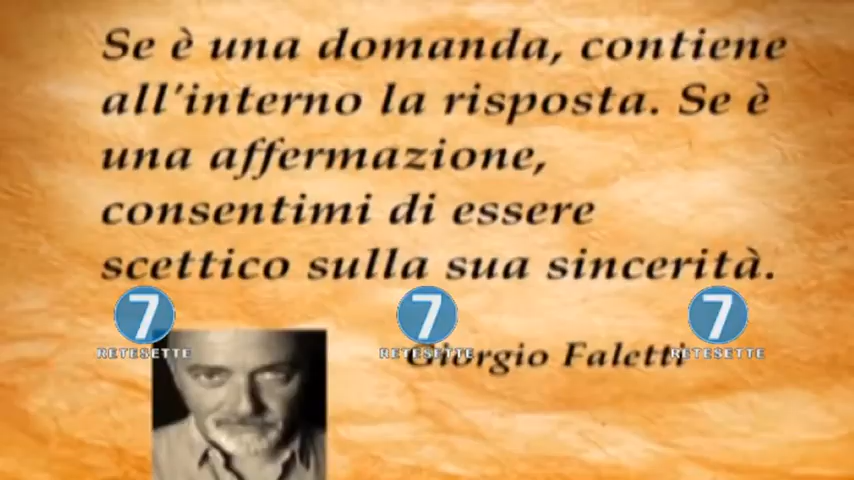 Se è una domanda, contiene
all'interno la risposta. Se è
una affermazione,
consentimi di essere
scettico sulla sua sincerità.
7 7 7
RETESETTE RETESETTE RETESETTE
Giorgio Faletti